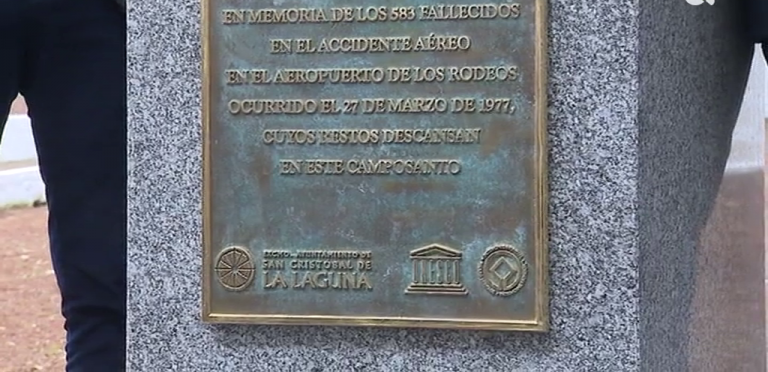 EN MEMORIA DE LOS 583 FALLECIDOS
EN EL ACCIDENTE AÉREO
EN EL AEROPUERTO DE LOS RODEOS
OCURRIDO EL 27 DE MARZO DE 1977,
CUYOS RESTOS DESCANSAN
EN ESTE CAMPOSANTO
EXCMO. AYUNTAMIENTO DE
SAN CRISTOBAL DE
LA LAGUNA